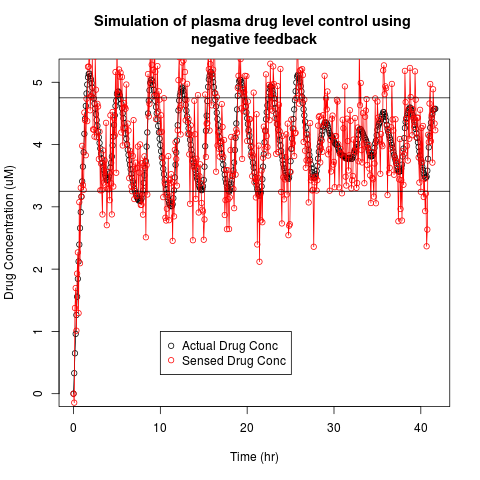 Simulation of plasma drug level control using
negative feedback
Drug Concentration (uM)
5
4
3
2
1
0
Actual Drug Conc
Sensed Drug Conc
0 10 20 30 40
Time (hr)